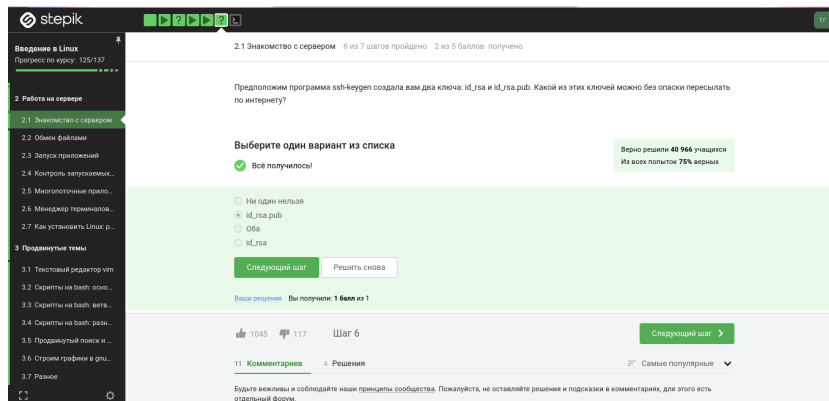 stepik
ТГ
Введение в Linux
Прогресс по курсу: 125/137
2.1 Знакомство с сервером 6 из 7 шагов пройдено 2 из 5 баллов получено
Предположим программа ssh-keygen создала вам два ключа: id_rsa и id_rsa.pub. Какой из этих ключей можно без опаски пересылать
по интернету?
2 Работа на сервере
2.1 Знакомство с сервером
2.2 Обмен файлами
2.3 Запуск приложений
2.4 Контроль запускаемых...
2.5 Многопоточные прило...
2.6 Менеджер терминалов...
2.7 Как установить Linux: р...
3 Продвинутые темы
3.1 Текстовый редактор vim
3.2 Скрипты на bash: осно...
3.3 Скрипты на bash: ветв...
3.4 Скрипты на bash: разн...
3.5 Продвинутый поиск и ...
3.6 Строим графики в gnu...
3.7 Разное
Выберите один вариант из списка
Всё получилось!
Верно решили 40 966 учащихся
Из всех попыток 75% верных
Ни один нельзя
id_rsa.pub
Оба
id_rsa
Следующий шаг Решить снова
Ваши решения Вы получили: 1 балл из 1
1045 117 Шаг 6 Следующий шаг
11 Комментариев 4 Решения Самые популярные
Будьте вежливы и соблюдайте наши принципы сообщества. Пожалуйста, не оставляйте решения и подсказки в комментариях, для этого есть
отдельный форум.